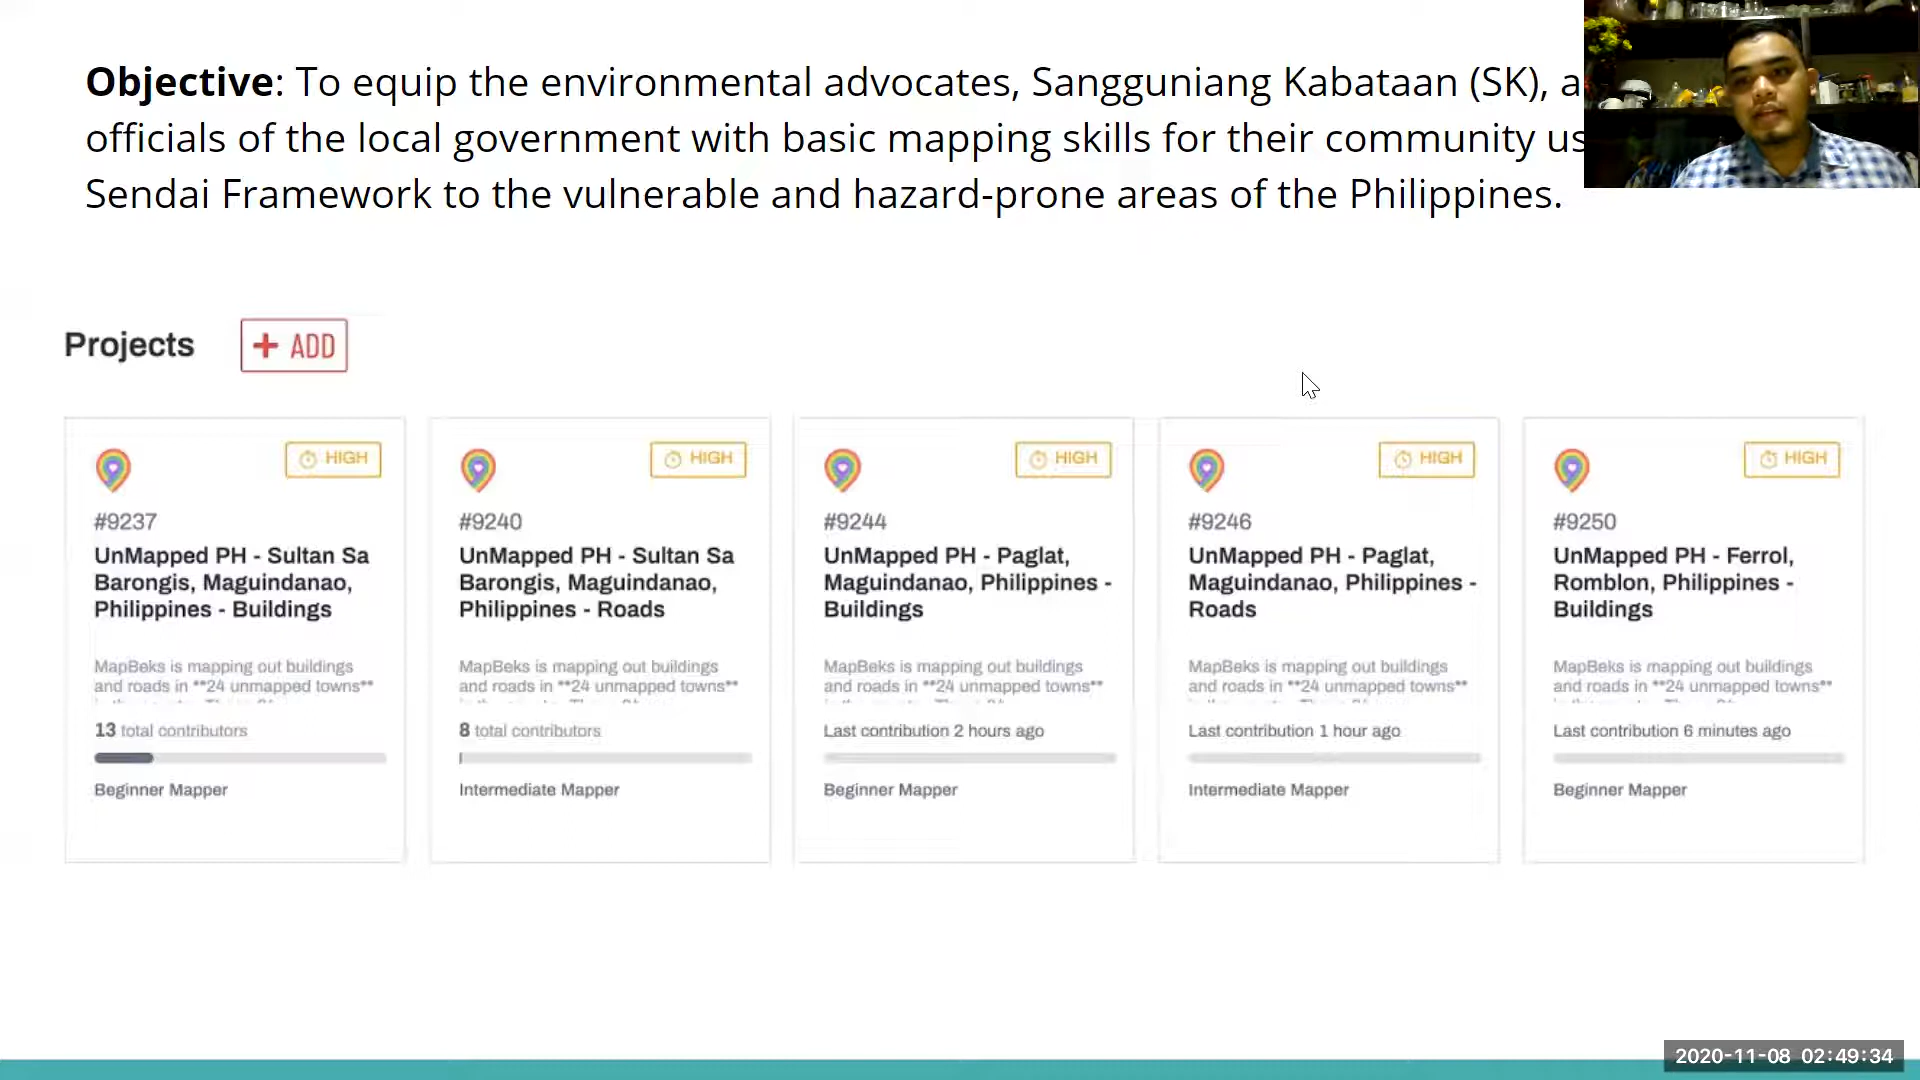 Objective: To equip the environmental advocates, Sangguniang Kabataan (SK), a
officials of the local government with basic mapping skills for their community us
Sendai Framework to the vulnerable and hazard-prone areas of the Philippines.
Projects
+ ADD
HIGH
#9237
UnMapped PH - Sultan Sa
Barongis, Maguindanao,
Philippines - Buildings
MapBeks is mapping out buildings
and roads in **24 unmapped towns**
13 total contributors
Beginner Mapper
HIGH
#9240
UnMapped PH - Sultan Sa
Barongis, Maguindanao,
Philippines - Roads
MapBeks is mapping out buildings
and roads in **24 unmapped towns**
8 total contributors
Intermediate Mapper
HIGH
#9244
UnMapped PH - Paglat,
Maguindanao, Philippines -
Buildings
MapBeks is mapping out buildings
and roads in **24 unmapped towns**
Last contribution 2 hours ago
Beginner Mapper
HIGH
#9246
UnMapped PH - Paglat,
Maguindanao, Philippines -
Roads
MapBeks is mapping out buildings
and roads in **24 unmapped towns**
Last contribution 1 hour ago
Intermediate Mapper
HIGH
#9250
UnMapped PH - Ferrol,
Romblon, Philippines -
Buildings
MapBeks is mapping out buildings
and roads in **24 unmapped towns**
Last contribution 6 minutes ago
Beginner Mapper
2020-11-08 02:49:34